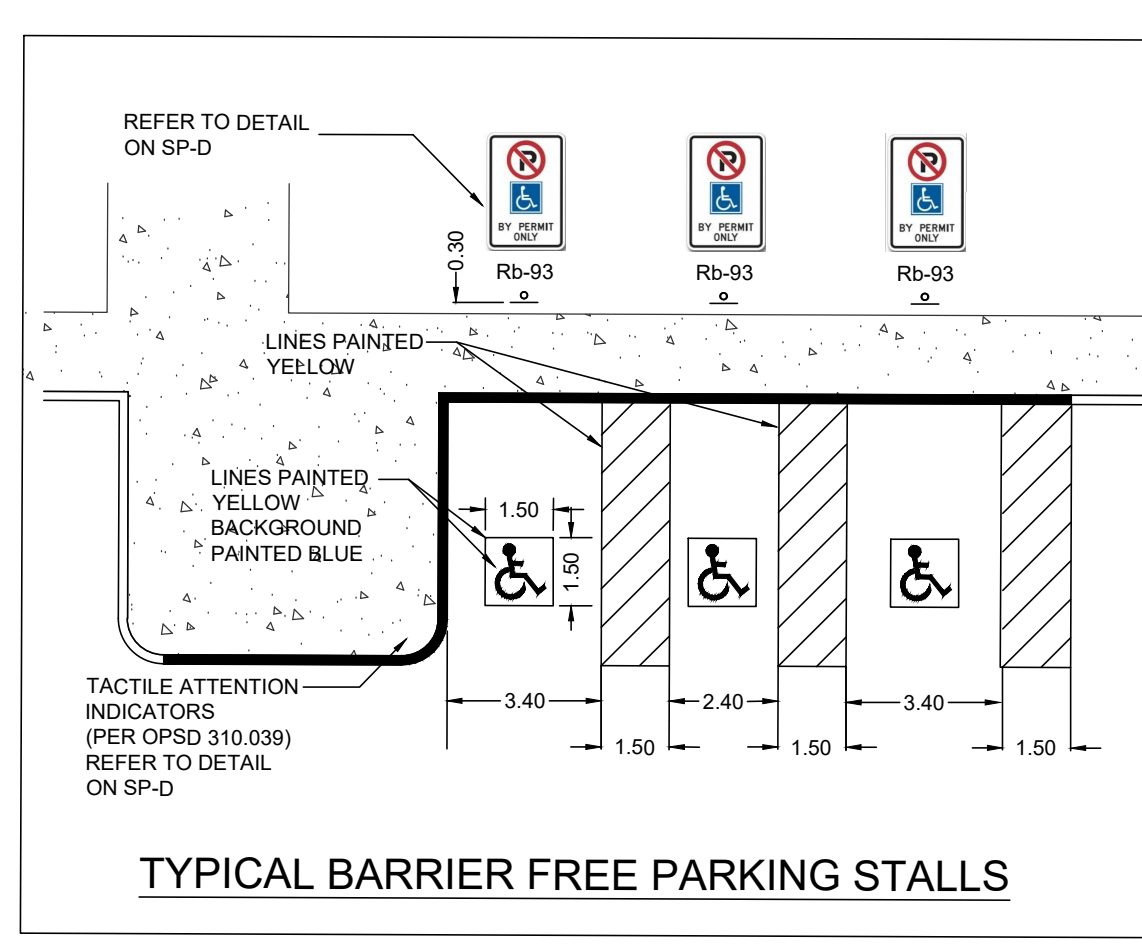 REFER TO DETAIL
ON SP-D
P
BY PERMIT
ONLY
P
BY PERMIT
ONLY
P
BY PERMIT
ONLY
0.30
Rb-93
Rb-93
Rb-93
LINES PAINTED
YELLOW
LINES PAINTED
YELLOW
BACKGROUND
PAINTED BLUE
1.50
1.50
TACTILE ATTENTION
INDICATORS
(PER OPSD 310.039)
REFER TO DETAIL
ON SP-D
3.40
2.40
3.40
1.50
1.50
1.50
TYPICAL BARRIER FREE PARKING STALLS